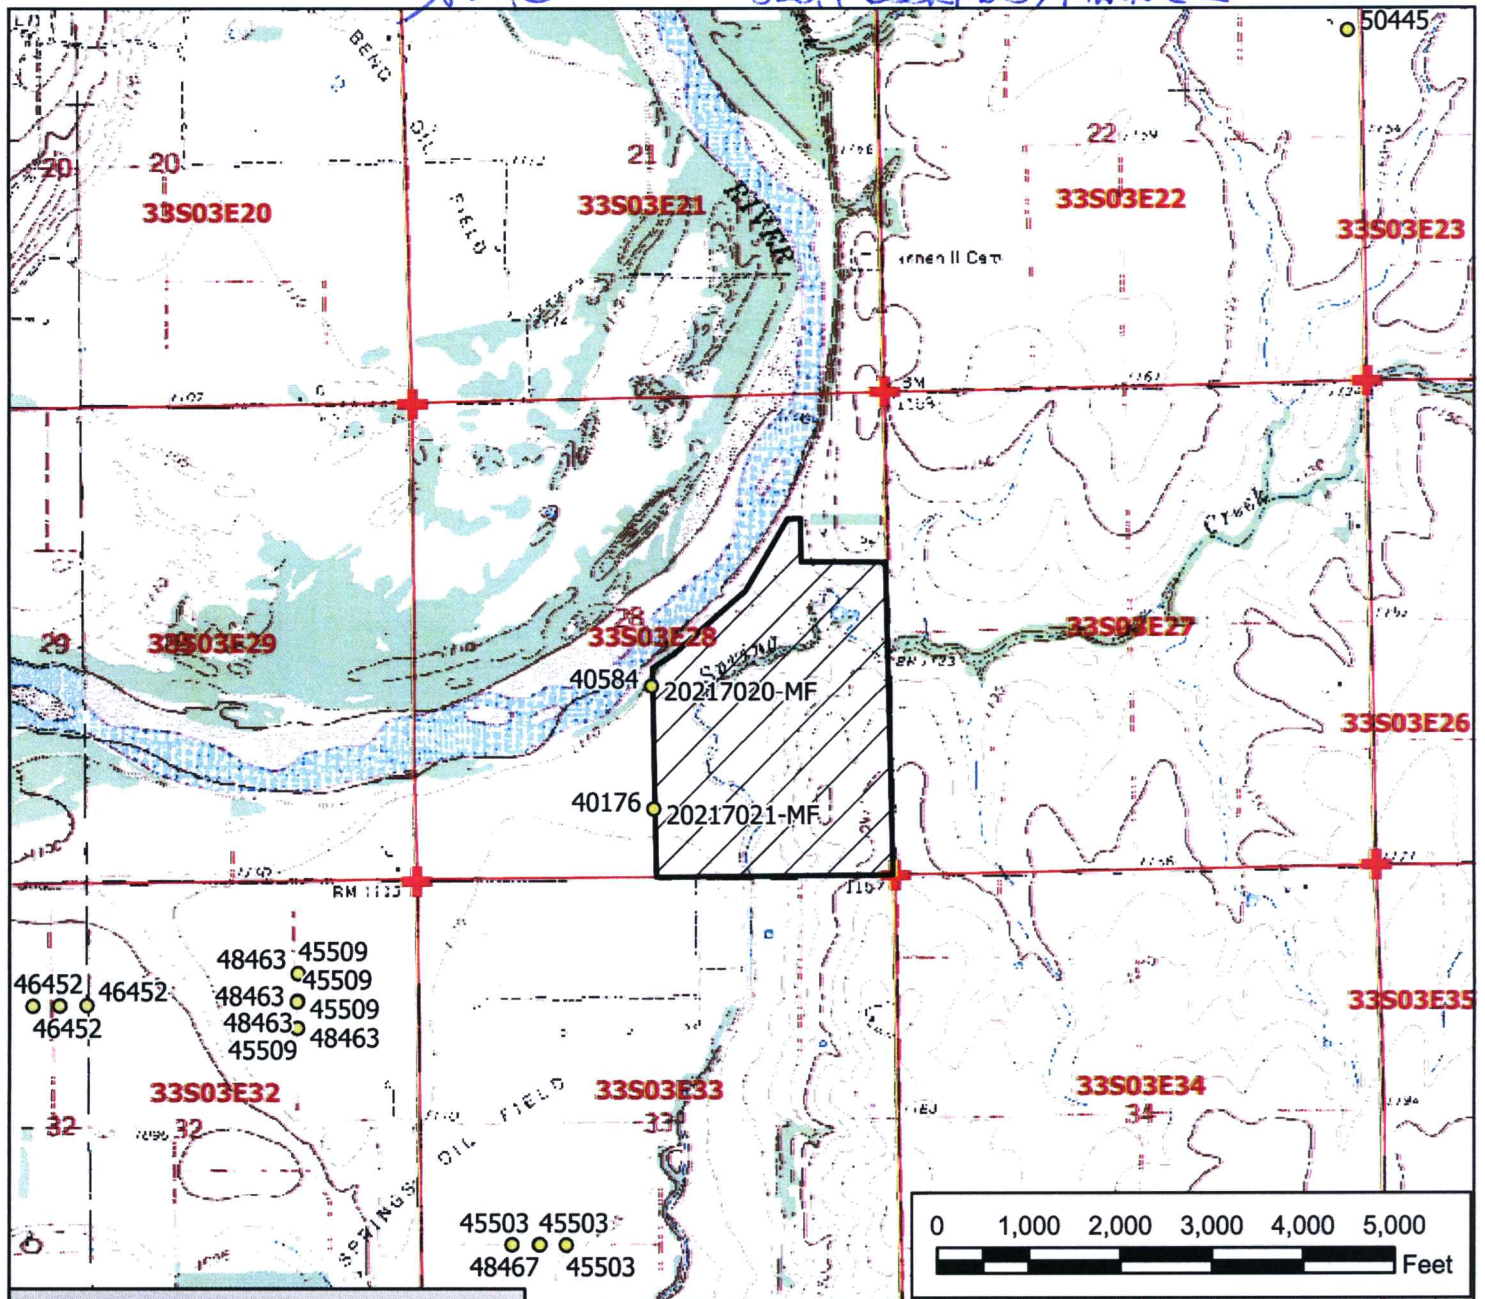 50445
BEND
OIL
FIELD
20
20
21
22
33S03E20
33S03E21
33S03E22
33S03E23
RIVER
BM
Creek
29
28
33S03E29
33S03E28
33S03E27
33S03E26
Spring
40584
20217020-MF
40176
20217021-MF
48463
45509
45509
46452
46452
48463
45509
46452
48463
48463
45509
33S03E35
33S03E32
33S03E33
33S03E34
32
32
33
34
OIL FIELD
SPRINGS
45503
45503
48467
45503
0
1,000
2,000
3,000
4,000
5,000
Feet